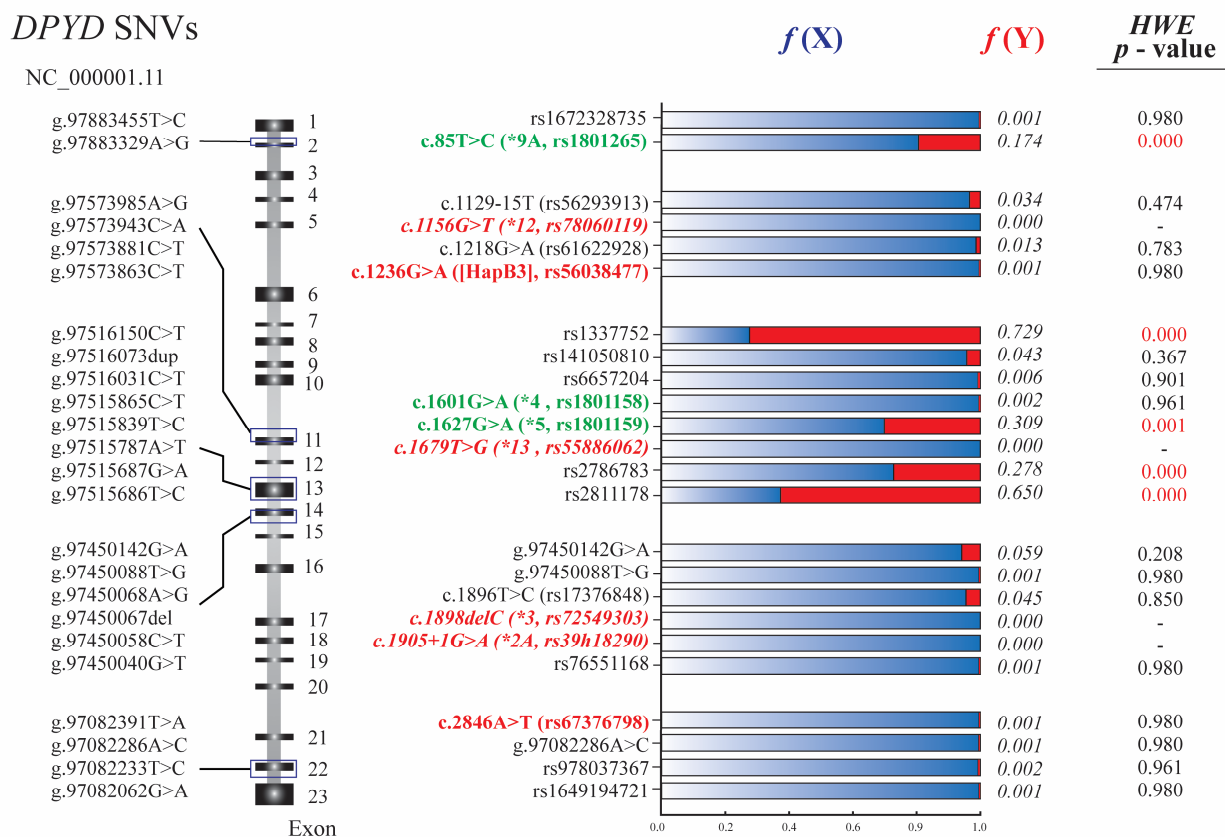 DPYD SNVs
f (X)
f (Y)
HWE
p - value
NC_000001.11
g.97883455T>C 1 rs1672328735 0.001 0.980
g.97883329A>G 2 c.85T>C (*9A, rs1801265) 0.174 0.000
3
4
g.97573985A>G c.1129-15T (rs56293913) 0.034 0.474
g.97573943C>A 5 c.1156G>T (*12, rs78060119) 0.000 -
g.97573881C>T c.1218G>A (rs61622928) 0.013 0.783
g.97573863C>T c.1236G>A ([HapB3], rs56038477) 0.001 0.980
6
7
g.97516150C>T rs1337752 0.729 0.000
8
g.97516073dup 9 rs141050810 0.043 0.367
g.97516031C>T 10 rs6657204 0.006 0.901
g.97515865C>T c.1601G>A (*4 , rs1801158) 0.002 0.961
g.97515839T>C c.1627G>A (*5, rs1801159) 0.309 0.001
11
g.97515787A>T c.1679T>G (*13 , rs55886062) 0.000 -
12
g.97515687G>A rs2786783 0.278 0.000
13
g.97515686T>C rs2811178 0.650 0.000
14
15
g.97450142G>A g.97450142G>A 0.059 0.208
16
g.97450088T>G g.97450088T>G 0.001 0.980
g.97450068A>G c.1896T>C (rs17376848) 0.045 0.850
g.97450067del 17 c.1898delC (*3, rs72549303) 0.000 -
g.97450058C>T 18 c.1905+1G>A (*2A, rs39h18290) 0.000 -
g.97450040G>T 19 rs76551168 0.001 0.980
20
g.97082391T>A c.2846A>T (rs67376798) 0.001 0.980
21
g.97082286A>C g.97082286A>C 0.001 0.980
g.97082233T>C 22 rs978037367 0.002 0.961
g.97082062G>A 23 rs1649194721 0.001 0.980
Exon
0.0 0.2 0.4 0.6 0.8 1.0